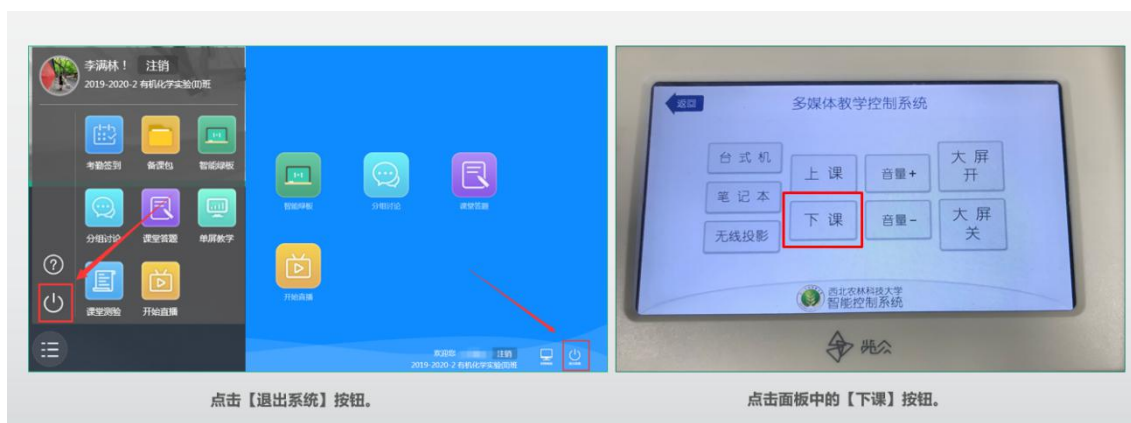 李满林！ 注销
2019-2020-2 有机化学实验(II)班
考勤签到 备课包 智能绿板
分组讨论 课堂答题 单屏教学
课堂测验 开始直播
智能绿板 分组讨论 课堂答题
开始直播
欢迎您 注销
2019-2020-2 有机化学实验(II)班
点击【退出系统】按钮。
返回 多媒体教学控制系统
台式机
笔记本
无线投影
上课
下课
音量+
音量-
大屏
开
大屏
关
西北农林科技大学
智能控制系统
点击面板中的【下课】按钮。